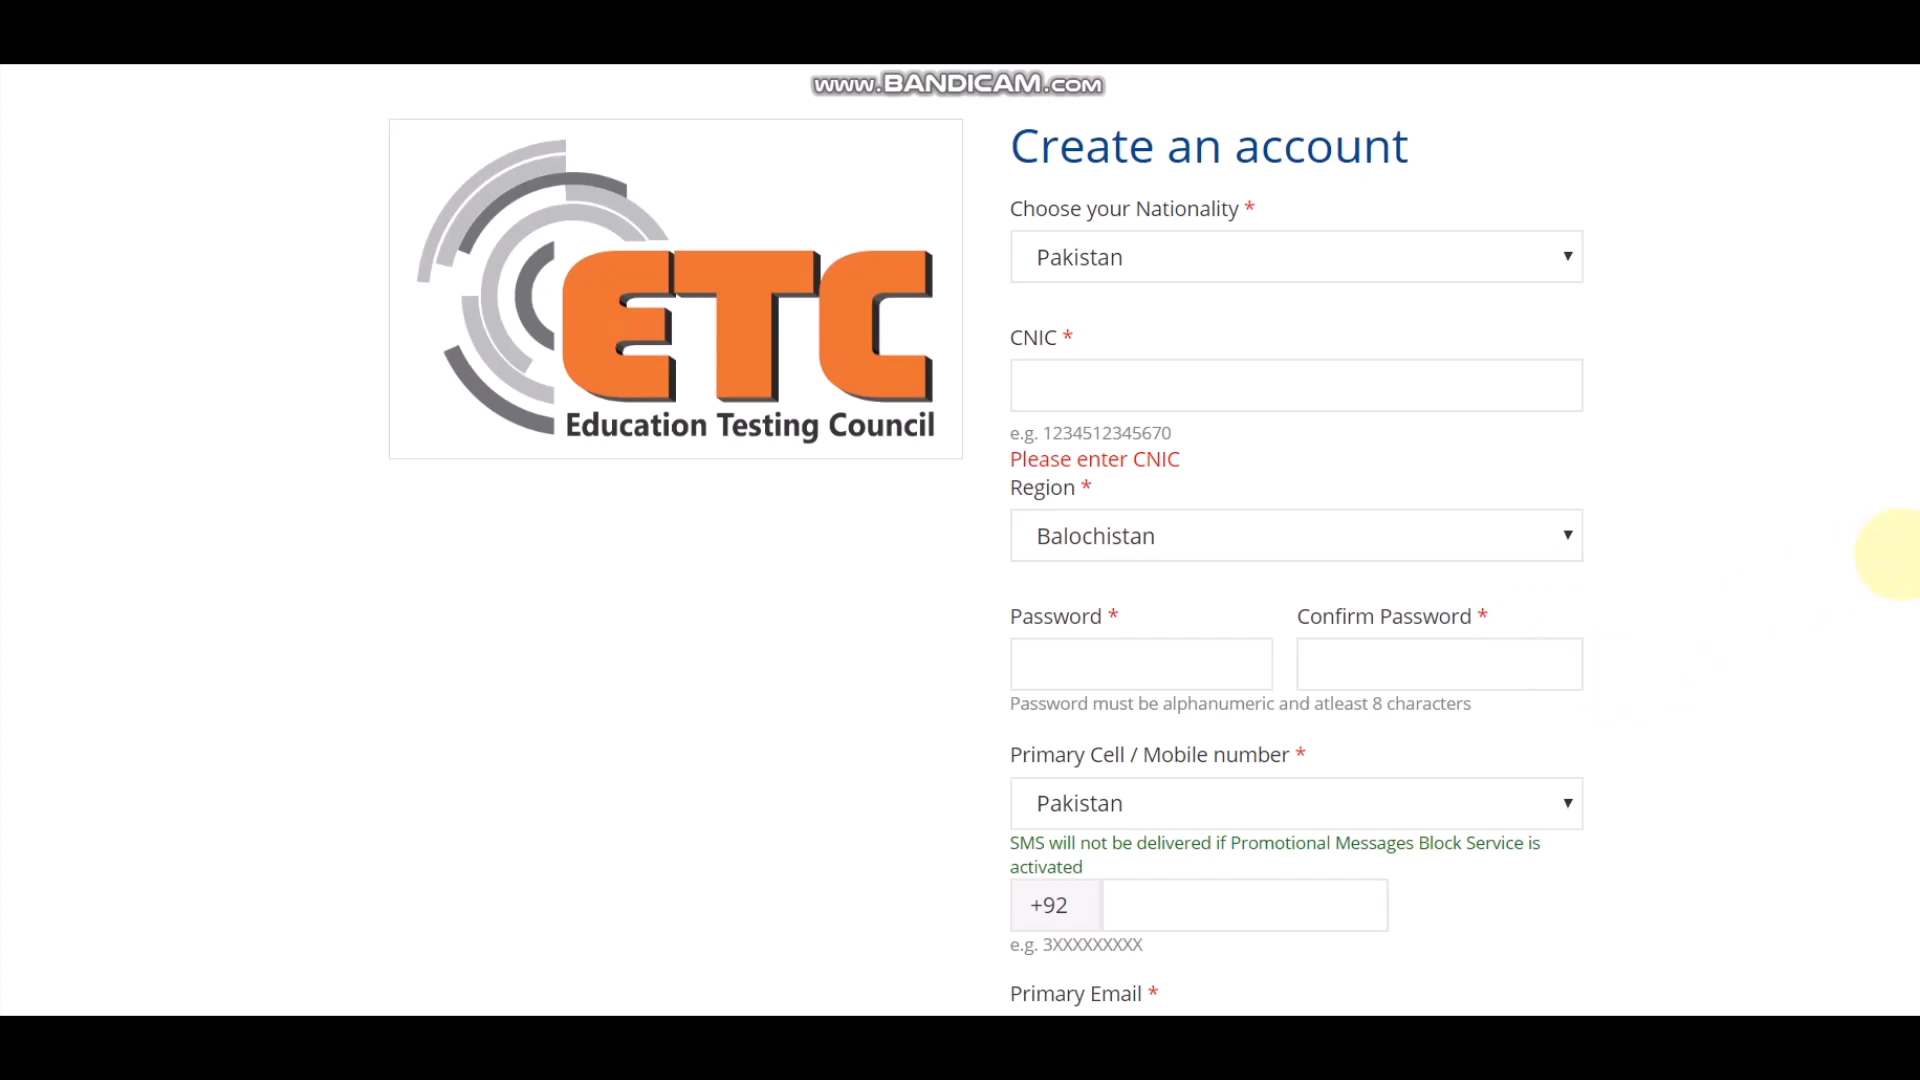 www.BANDICAM.com
ETC
Education Testing Council
Create an account
Choose your Nationality *
Pakistan
CNIC *
e.g. 1234512345670
Please enter CNIC
Region *
Balochistan
Password * Confirm Password *
Password must be alphanumeric and atleast 8 characters
Primary Cell / Mobile number *
Pakistan
SMS will not be delivered if Promotional Messages Block Service is
activated
+92
e.g. 3XXXXXXXXX
Primary Email *